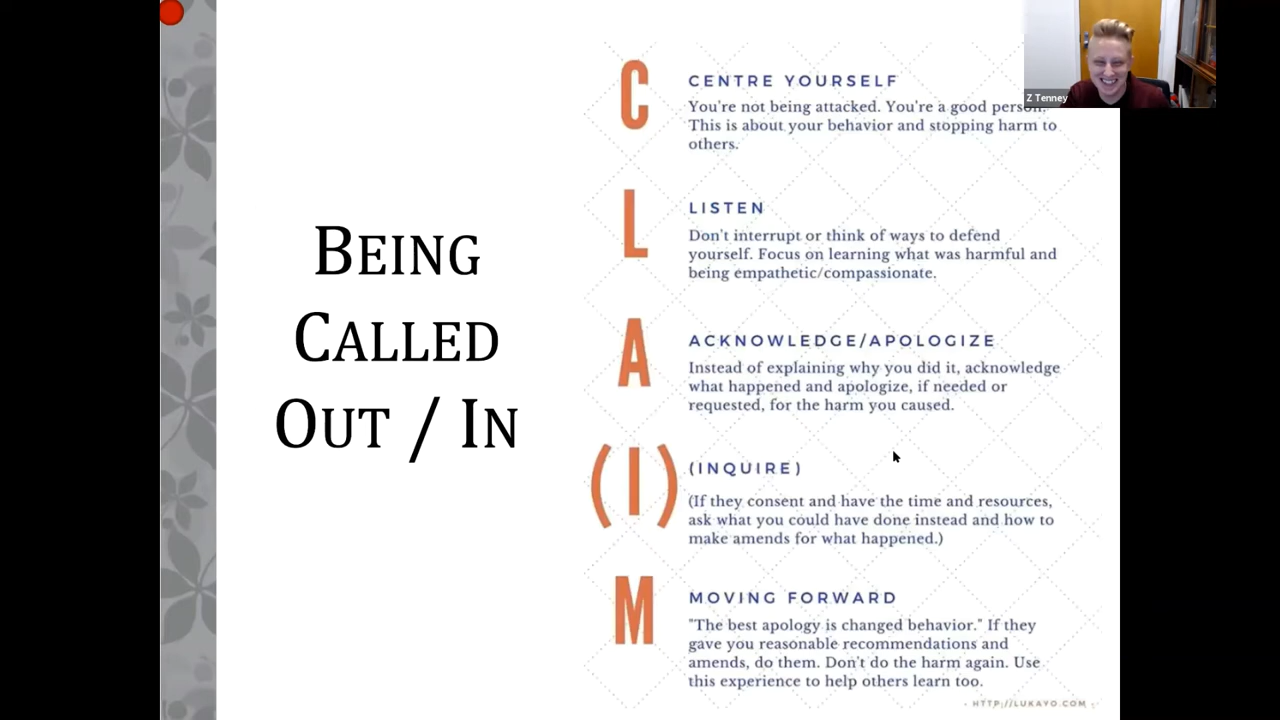 BEING
CALLED
OUT / IN
C
CENTRE YOURSELF
You're not being attacked. You're a good person.
This is about your behavior and stopping harm to
others.
L
LISTEN
Don't interrupt or think of ways to defend
yourself. Focus on learning what was harmful and
being empathetic/compassionate.
A
ACKNOWLEDGE/APOLOGIZE
Instead of explaining why you did it, acknowledge
what happened and apologize, if needed or
requested, for the harm you caused.
(I)
(INQUIRE)
(If they consent and have the time and resources,
ask what you could have done instead and how to
make amends for what happened.)
M
MOVING FORWARD
"The best apology is changed behavior." If they
gave you reasonable recommendations and
amends, do them. Don't do the harm again. Use
this experience to help others learn too.
- HTTP://LUKAYO.COM -
Z Tenney